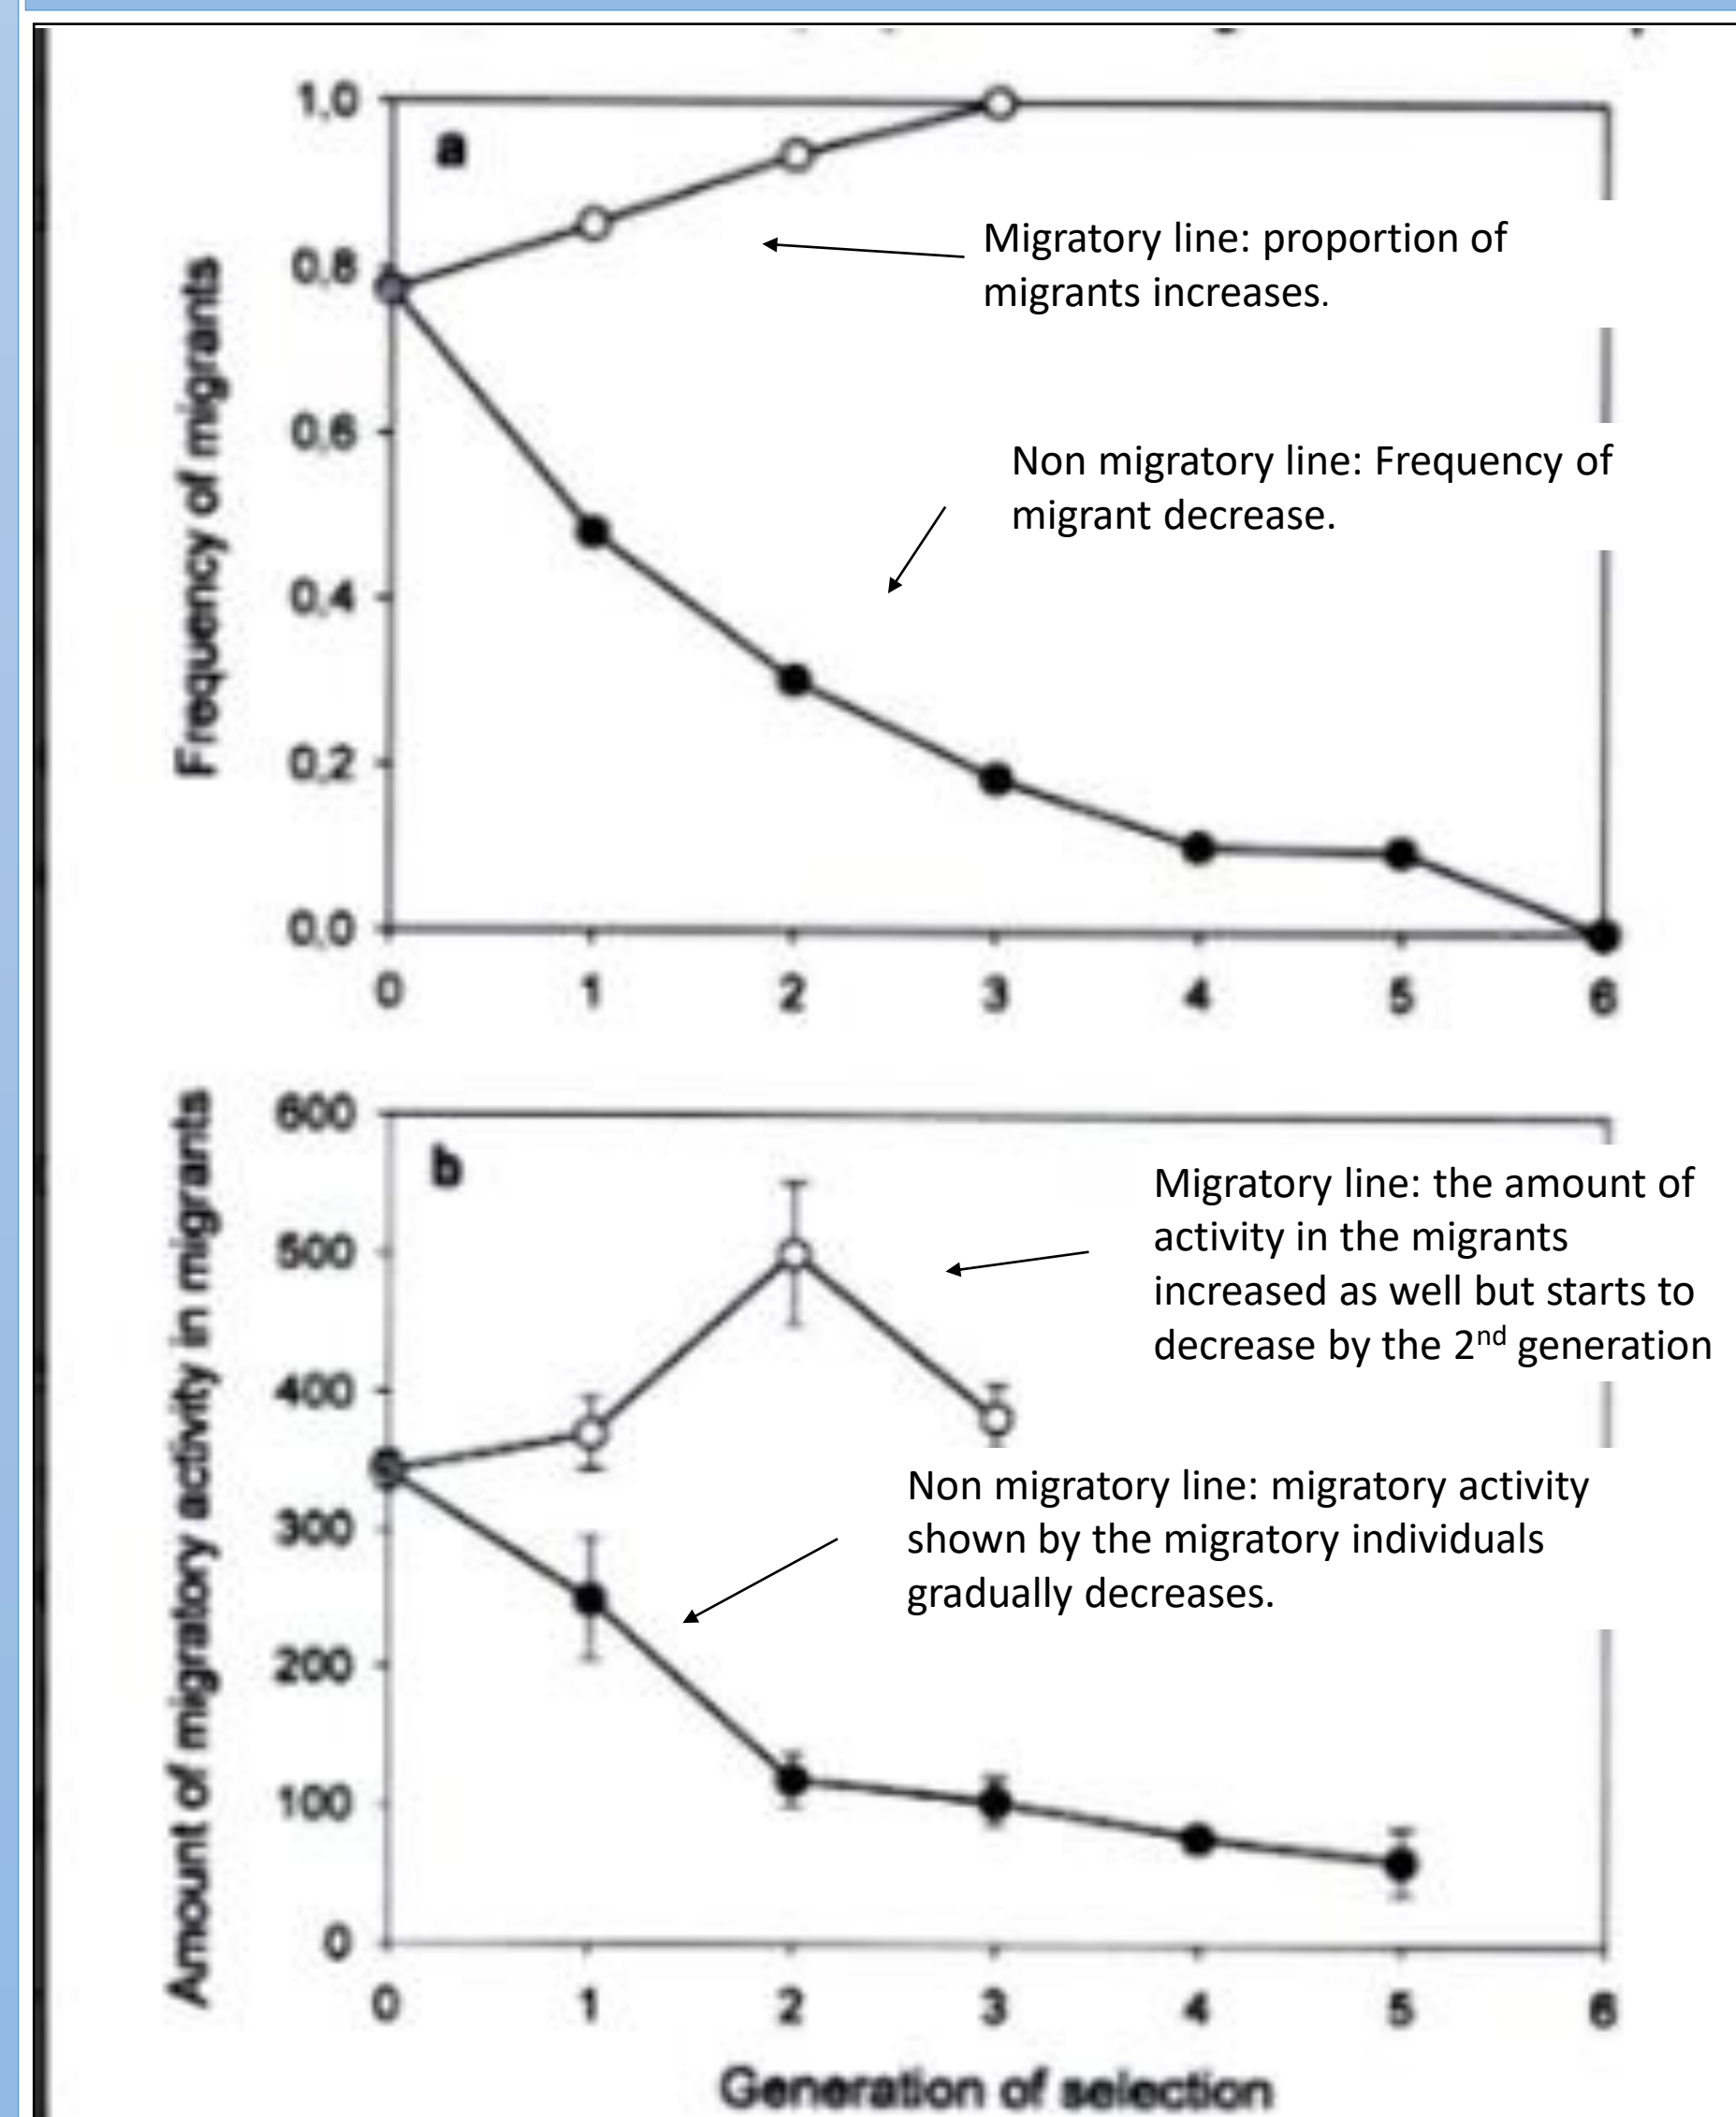 1,0
a
0,8
0,6
0,4
0,2
0,0
Frequency of migrants
Migratory line: proportion of
migrants increases.
Non migratory line: Frequency of
migrant decrease.
0 1 2 3 4 5 6
600
b
500
400
300
200
100
0
Amount of migratory activity in migrants
Migratory line: the amount of
activity in the migrants
increased as well but starts to
decrease by the 2nd generation
Non migratory line: migratory activity
shown by the migratory individuals
gradually decreases.
0 1 2 3 4 5 6
Generation of selection